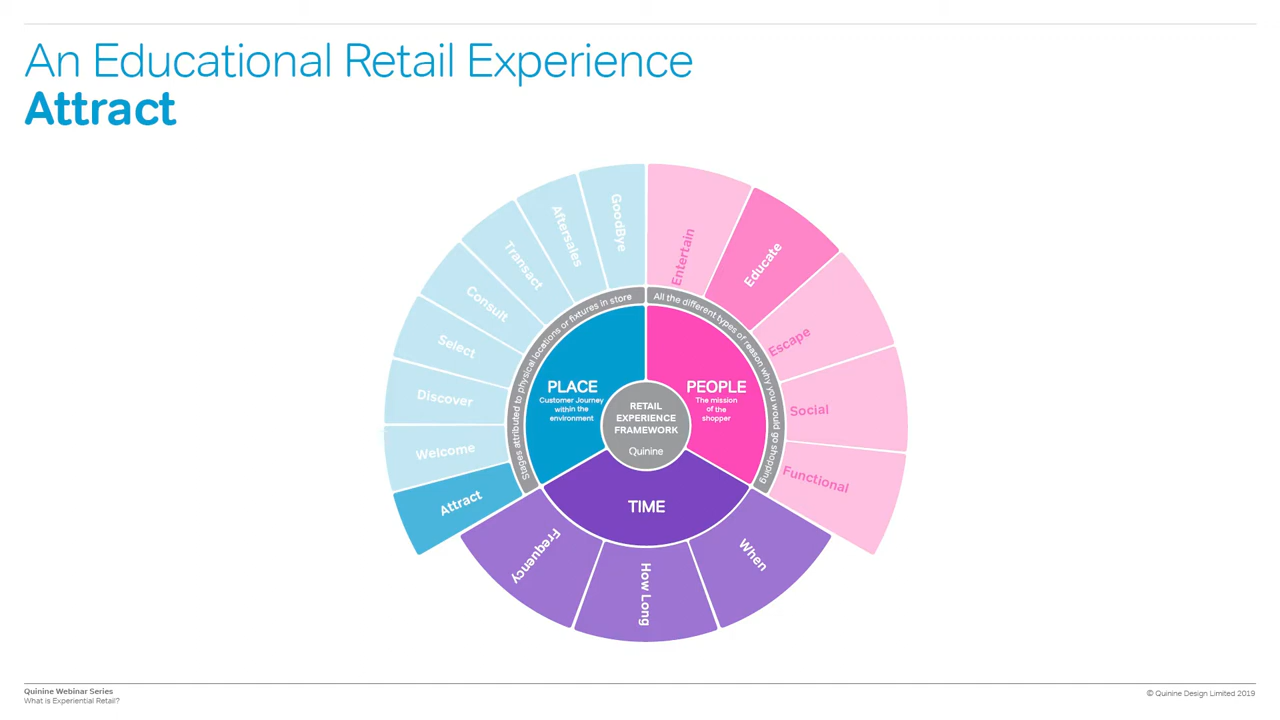 An Educational Retail Experience
Attract
GoodBye
Aftersales
Transact
Consult
Select
Discover
Welcome
Attract
Entertain
Educate
Escape
Social
Functional
Stages attributed to physical locations or fixtures in store
All the different types of reason why you would go shopping
PLACE
Customer Journey
within the
environment
PEOPLE
The mission
of the
shopper
RETAIL
EXPERIENCE
FRAMEWORK
Quinine
TIME
Frequency
How Long
When
Quinine Webinar Series
What is Experiential Retail?
© Quinine Design Limited 2019